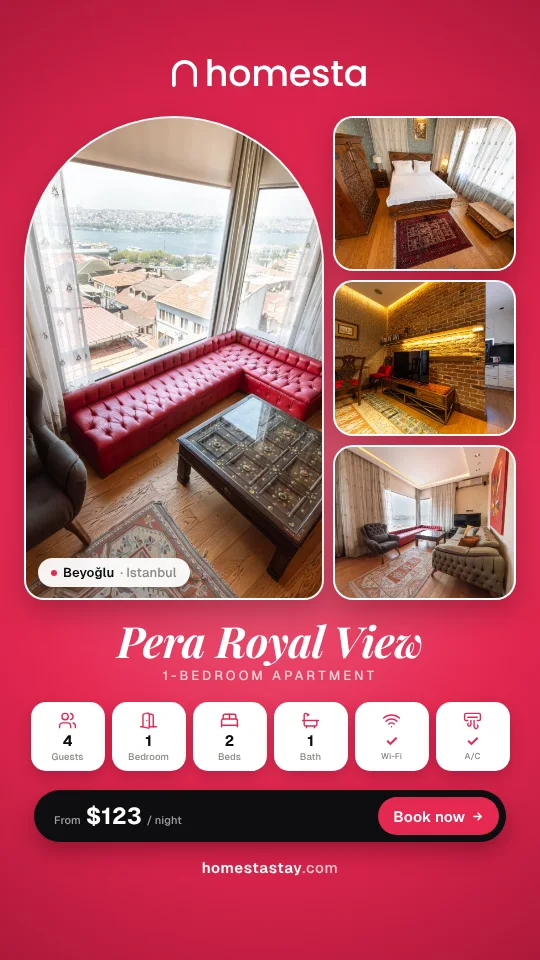 homesta
Beyoğlu · Istanbul
Pera Royal View
1-BEDROOM APARTMENT
4
Guests
1
Bedroom
2
Beds
1
Bath
Wi-Fi
A/C
From $123 / night
Book now →
homestastay.com